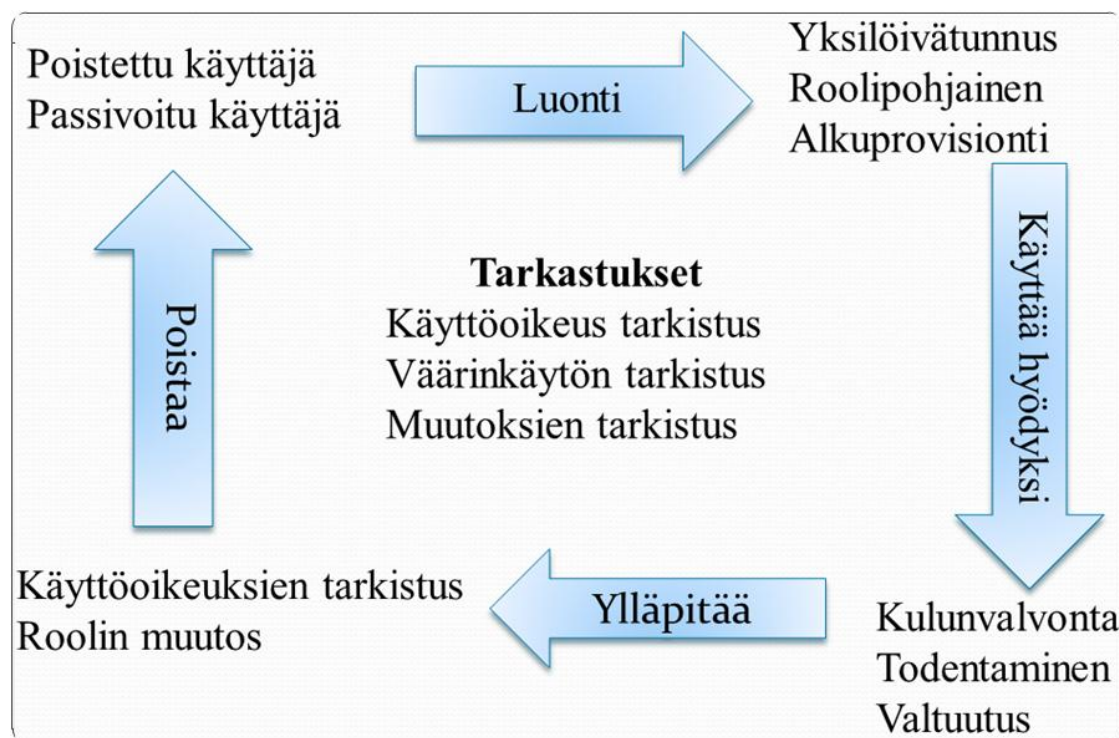 Poistettu käyttäjä
Passivoitu käyttäjä
Luonti
Yksilöivätunnus
Roolipohjainen
Alkuprovisionti
Käyttää hyödyksi
Tarkastukset
Käyttöoikeus tarkistus
Väärinkäytön tarkistus
Muutoksien tarkistus
Poistaa
Käyttöoikeuksien tarkistus
Roolin muutos
Ylläpitää
Kulunvalvonta
Todentaminen
Valtuutus